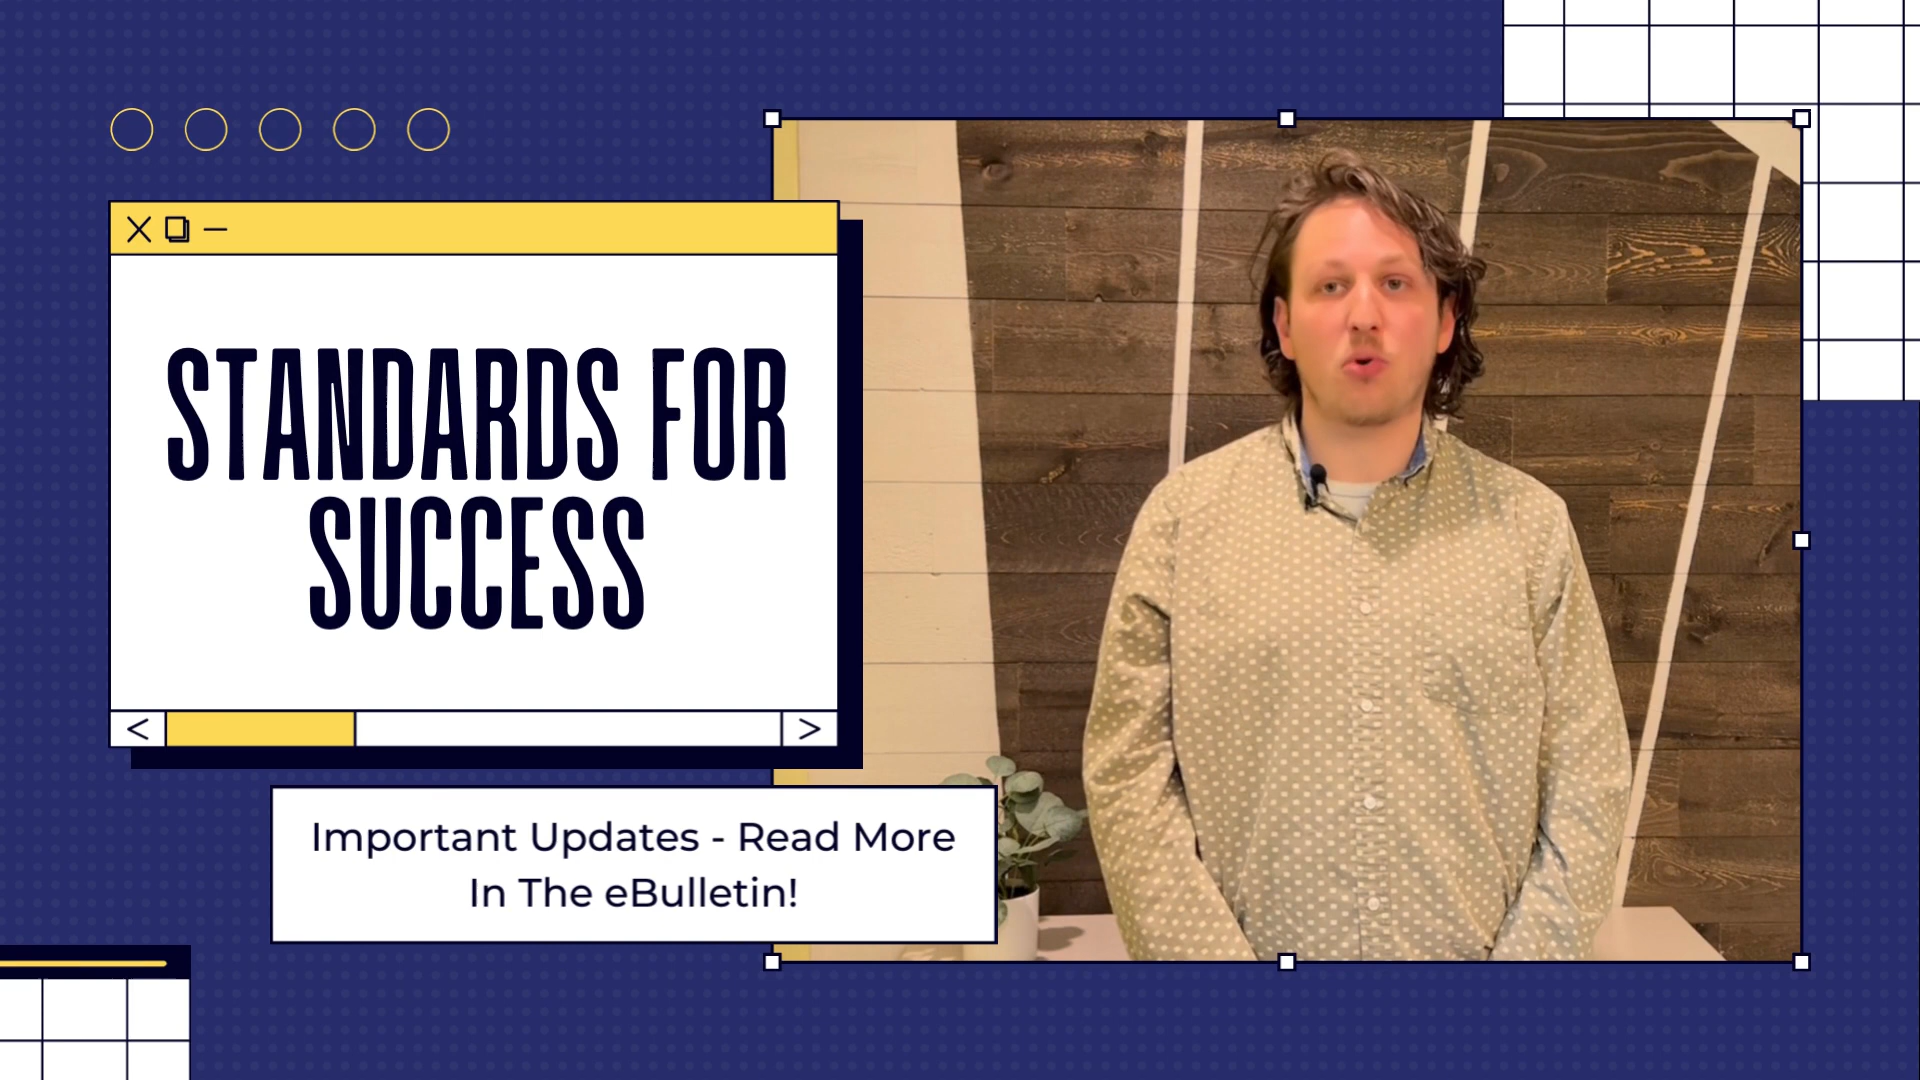 STANDARDS FOR
SUCCESS
Important Updates - Read More
In The eBulletin!